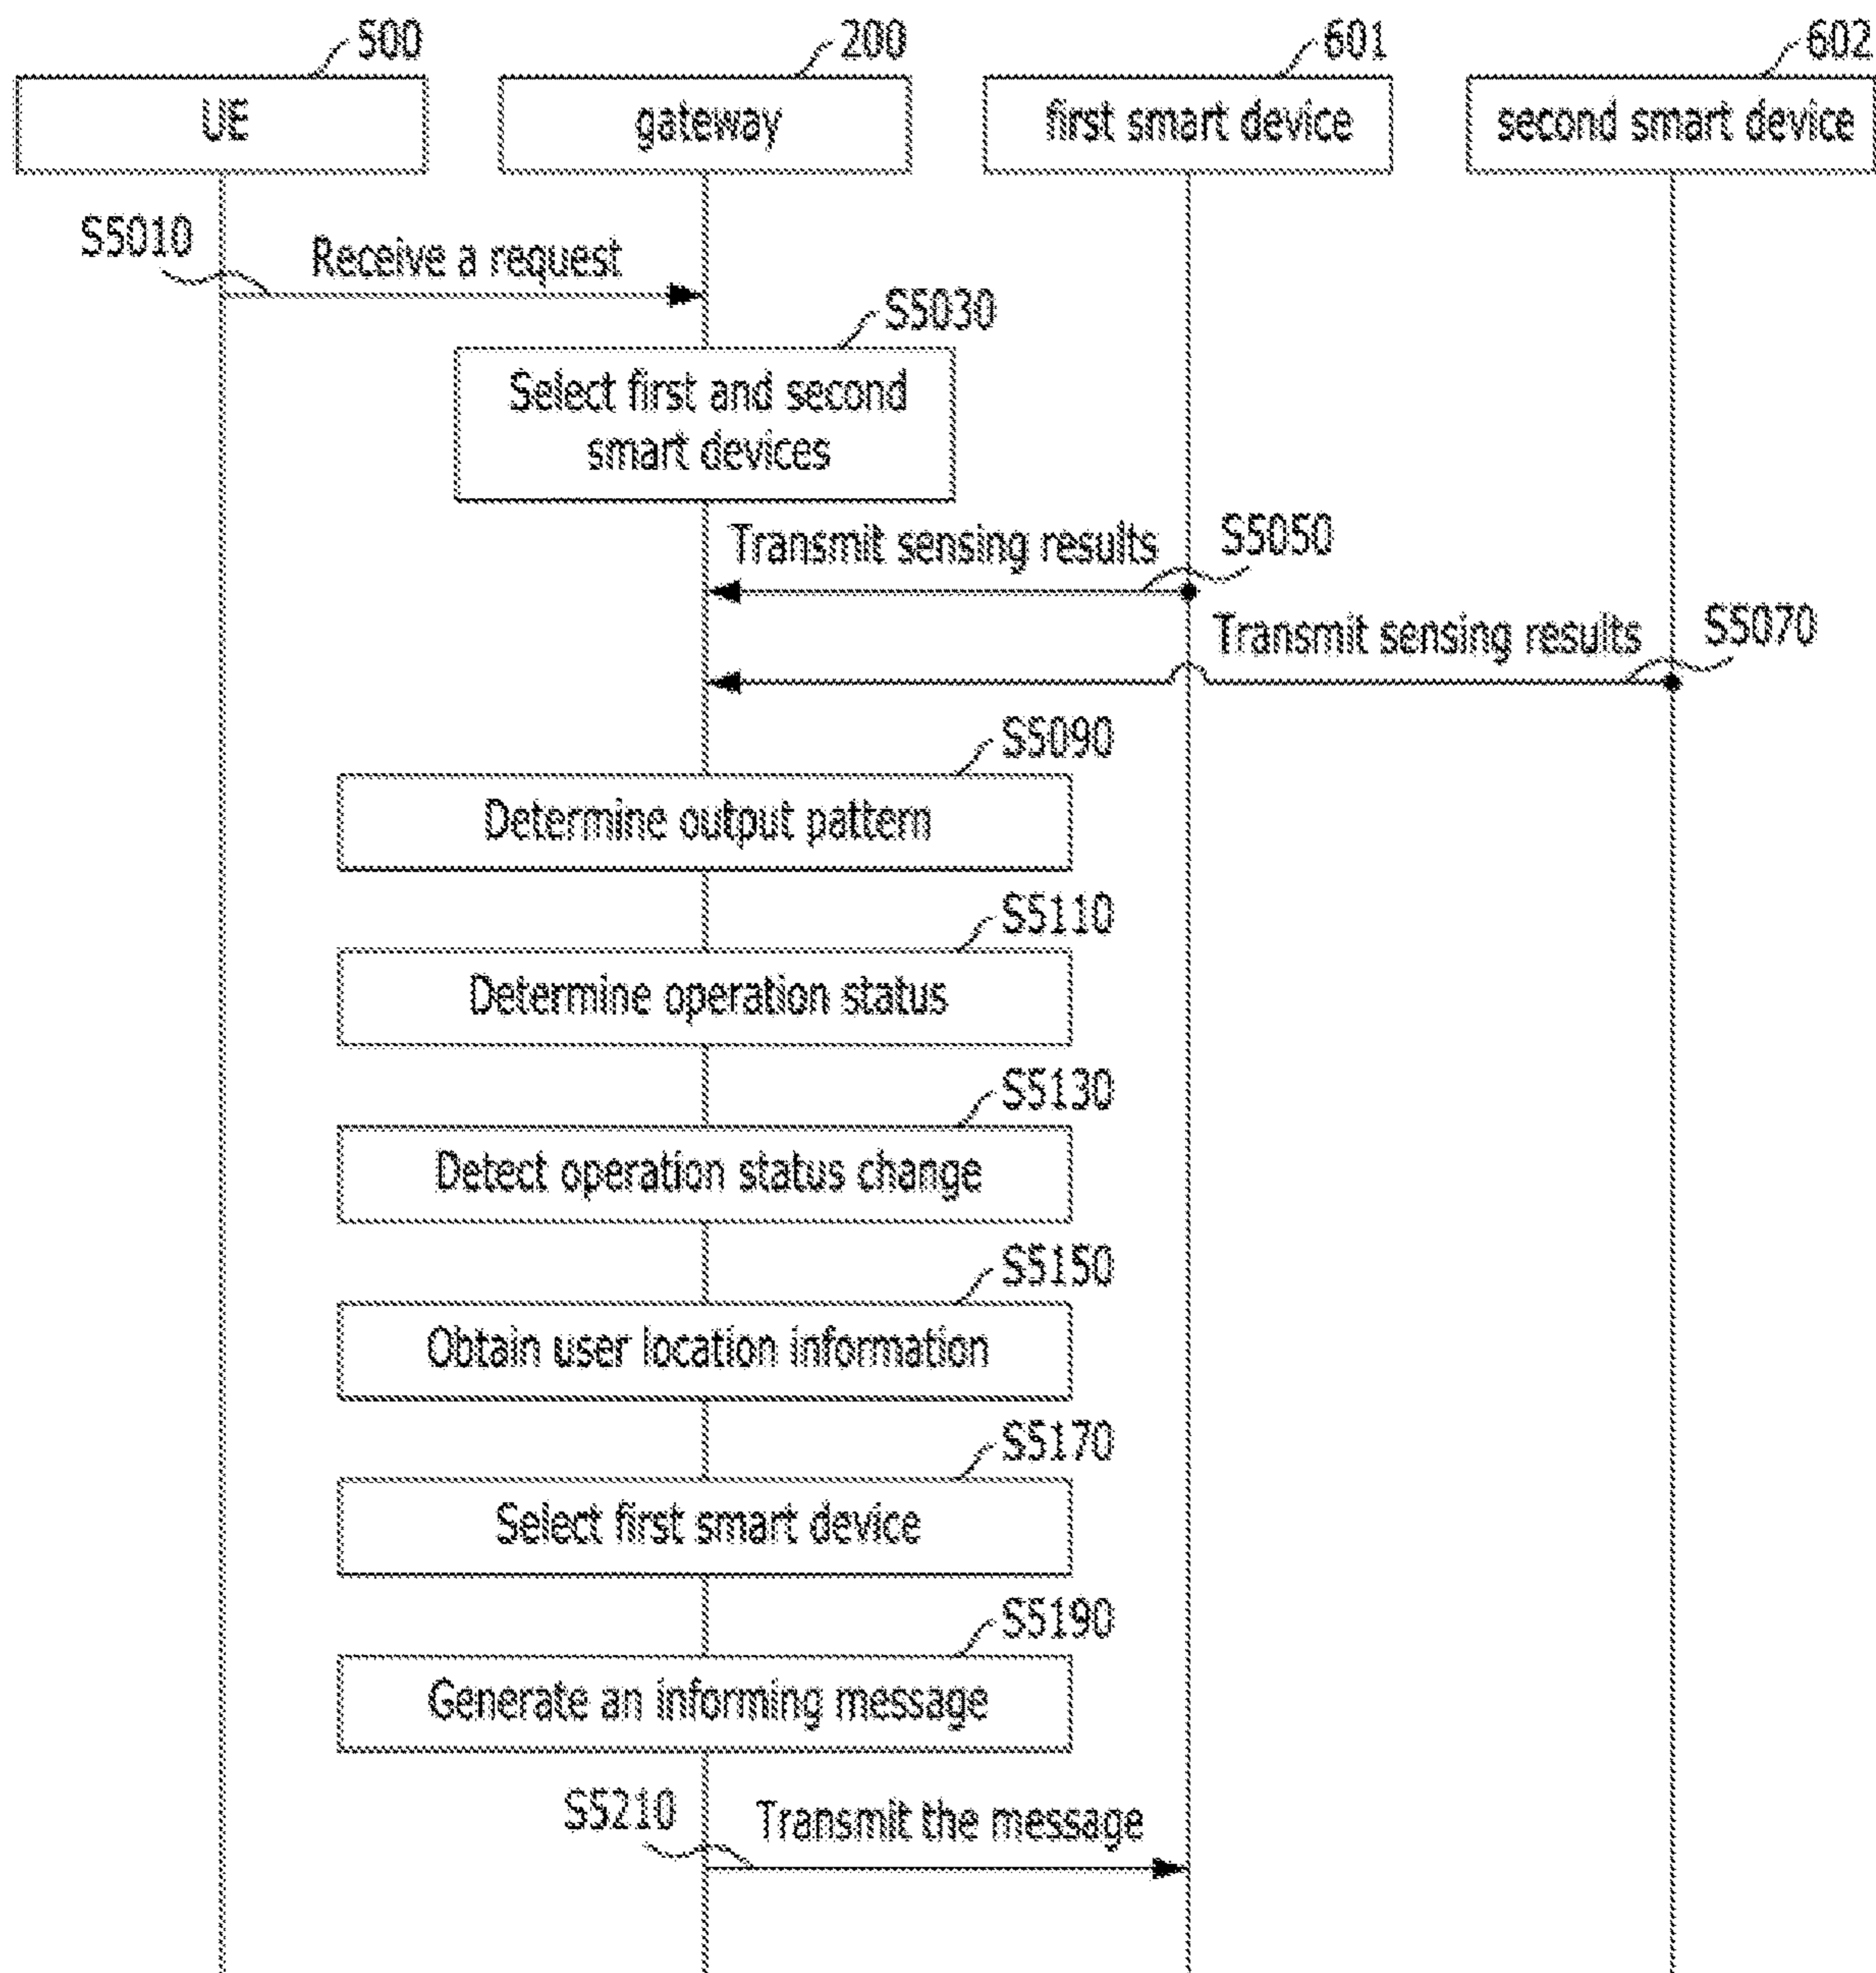 500
200
601
602
UE
gateway
first smart device
second smart device
S5010
Receive a request
S5030
Select first and second
smart devices
Transmit sensing results
S5050
Transmit sensing results
S5070
S5090
Determine output pattern
S5110
Determine operation status
S5130
Detect operation status change
S5150
Obtain user location information
S5170
Select first smart device
S5190
Generate an informing message
S5210
Transmit the message